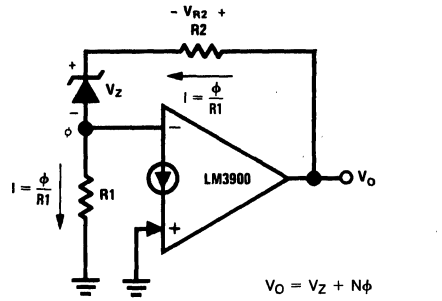 - V_R2 +
R2
+
V_Z
I = ϕ/R1
-
ϕ
-
I = ϕ/R1
R1
LM3900
V_O
+
V_O = V_Z + Nϕ